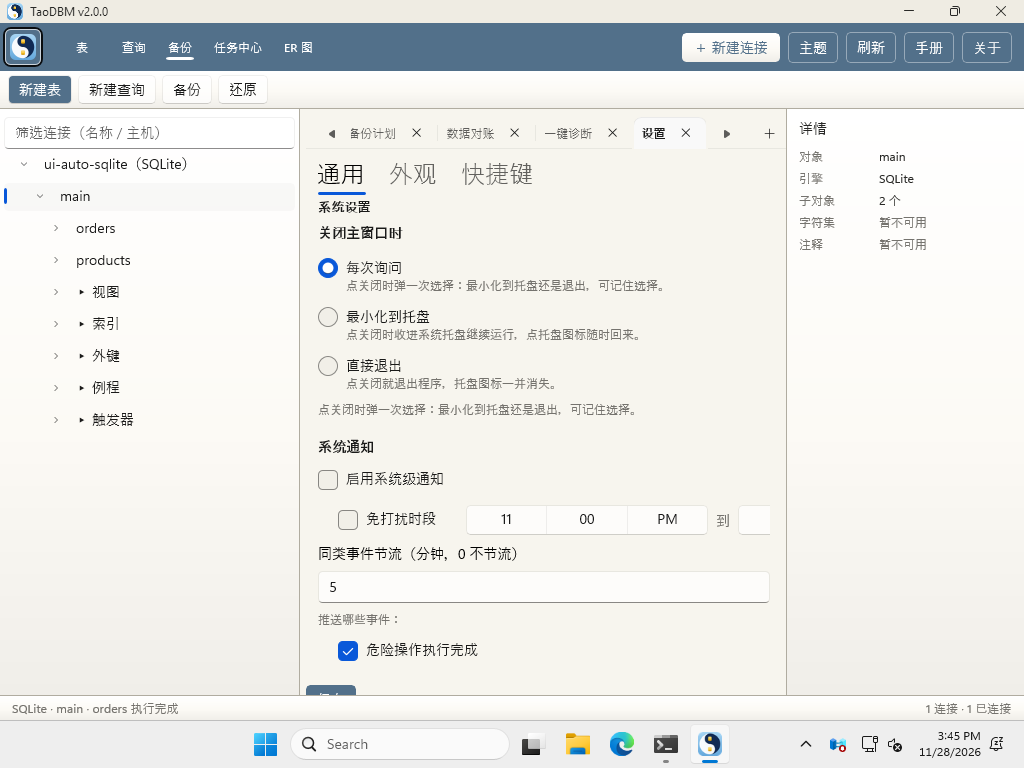 TaoDBM v2.0.0
表 查询 备份 任务中心 ER 图 + 新建连接 主题 刷新 手册 关于
新建表 新建查询 备份 还原
筛选连接（名称 / 主机）
ui-auto-sqlite（SQLite）
main
orders
products
视图
索引
外键
例程
触发器
备份计划 数据对账 一键诊断 设置
通用 外观 快捷键
系统设置
关闭主窗口时
每次询问
点关闭时弹一次选择：最小化到托盘还是退出，可记住选择。
最小化到托盘
点关闭时收进系统托盘继续运行，点托盘图标随时回来。
直接退出
点关闭就退出程序，托盘图标一并消失。
点关闭时弹一次选择：最小化到托盘还是退出，可记住选择。
系统通知
启用系统级通知
免打扰时段 11 00 PM 到
同类事件节流（分钟，0 不节流）
5
推送哪些事件：
危险操作执行完成
详情
对象 main
引擎 SQLite
子对象 2 个
字符集 暂不可用
注释 暂不可用
SQLite · main · orders 执行完成
1 连接 · 1 已连接
Search
3:45 PM
11/28/2026